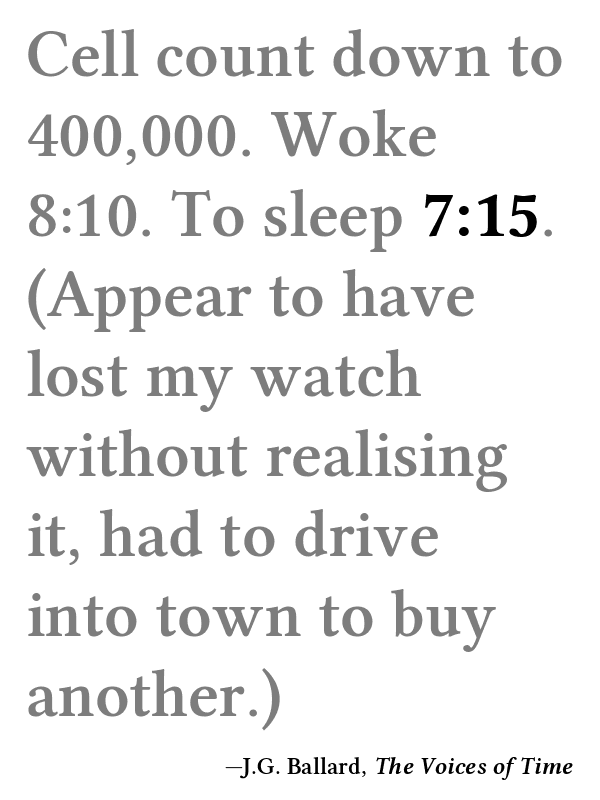 Cell count down to
400,000. Woke
8:10. To sleep 7:15.
(Appear to have
lost my watch
without realising
it, had to drive
into town to buy
another.)
—J.G. Ballard, The Voices of Time